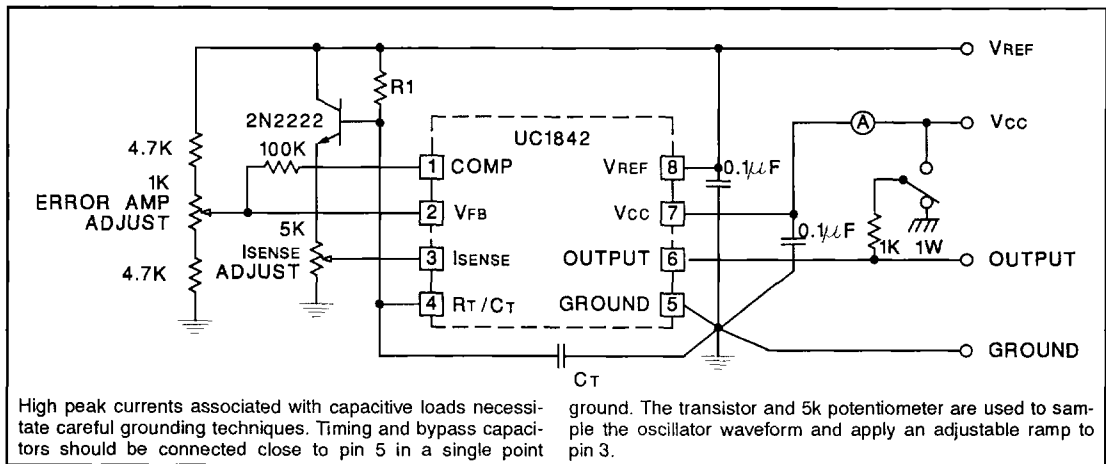 VREF
R1
2N2222
UC1842
A
VCC
100K
4.7K
1 COMP
VREF 8
0.1µF
1K
ERROR AMP
ADJUST
2 VFB
VCC 7
5K
0.1µF
1K
1W
ISENSE
ADJUST
3 ISENSE
OUTPUT 6
OUTPUT
4.7K
4 RT/CT
GROUND 5
GROUND
CT
High peak currents associated with capacitive loads necessi-
tate careful grounding techniques. Timing and bypass capaci-
tors should be connected close to pin 5 in a single point
ground. The transistor and 5k potentiometer are used to sam-
ple the oscillator waveform and apply an adjustable ramp to
pin 3.